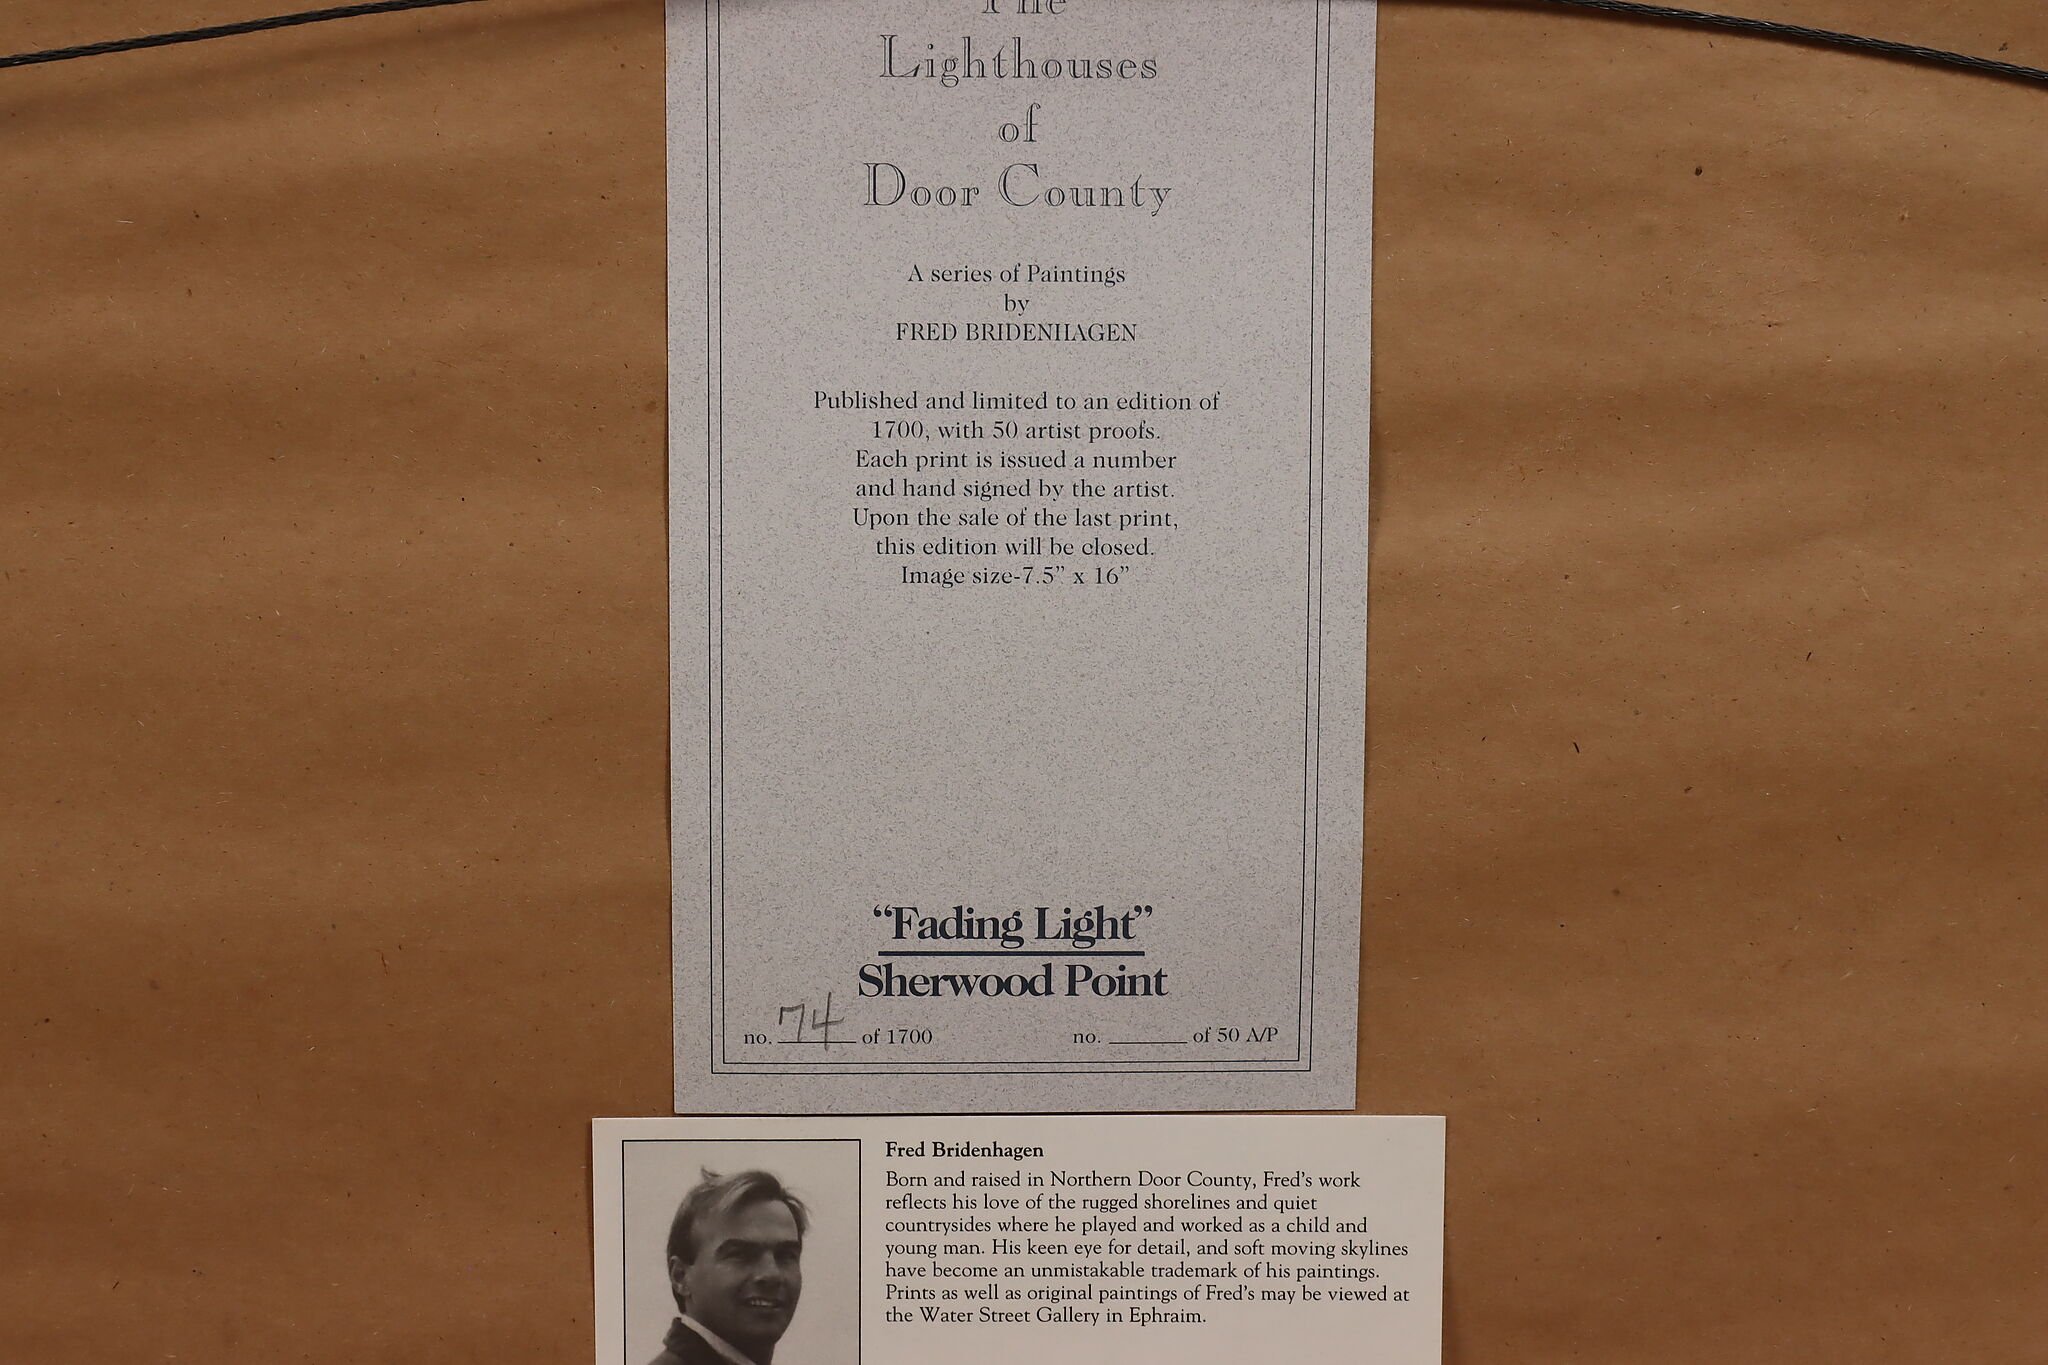 The
Lighthouses
of
Door County
A series of Paintings
by
FRED BRIDENHAGEN
Published and limited to an edition of
1700, with 50 artist proofs.
Each print is issued a number
and hand signed by the artist.
Upon the sale of the last print,
this edition will be closed.
Image size-7.5” x 16”
“Fading Light”
Sherwood Point
no. 74 of 1700 no. ______ of 50 A/P
Fred Bridenhagen
Born and raised in Northern Door County, Fred’s work
reflects his love of the rugged shorelines and quiet
countrysides where he played and worked as a child and
young man. His keen eye for detail, and soft moving skylines
have become an unmistakable trademark of his paintings.
Prints as well as original paintings of Fred’s may be viewed at
the Water Street Gallery in Ephraim.